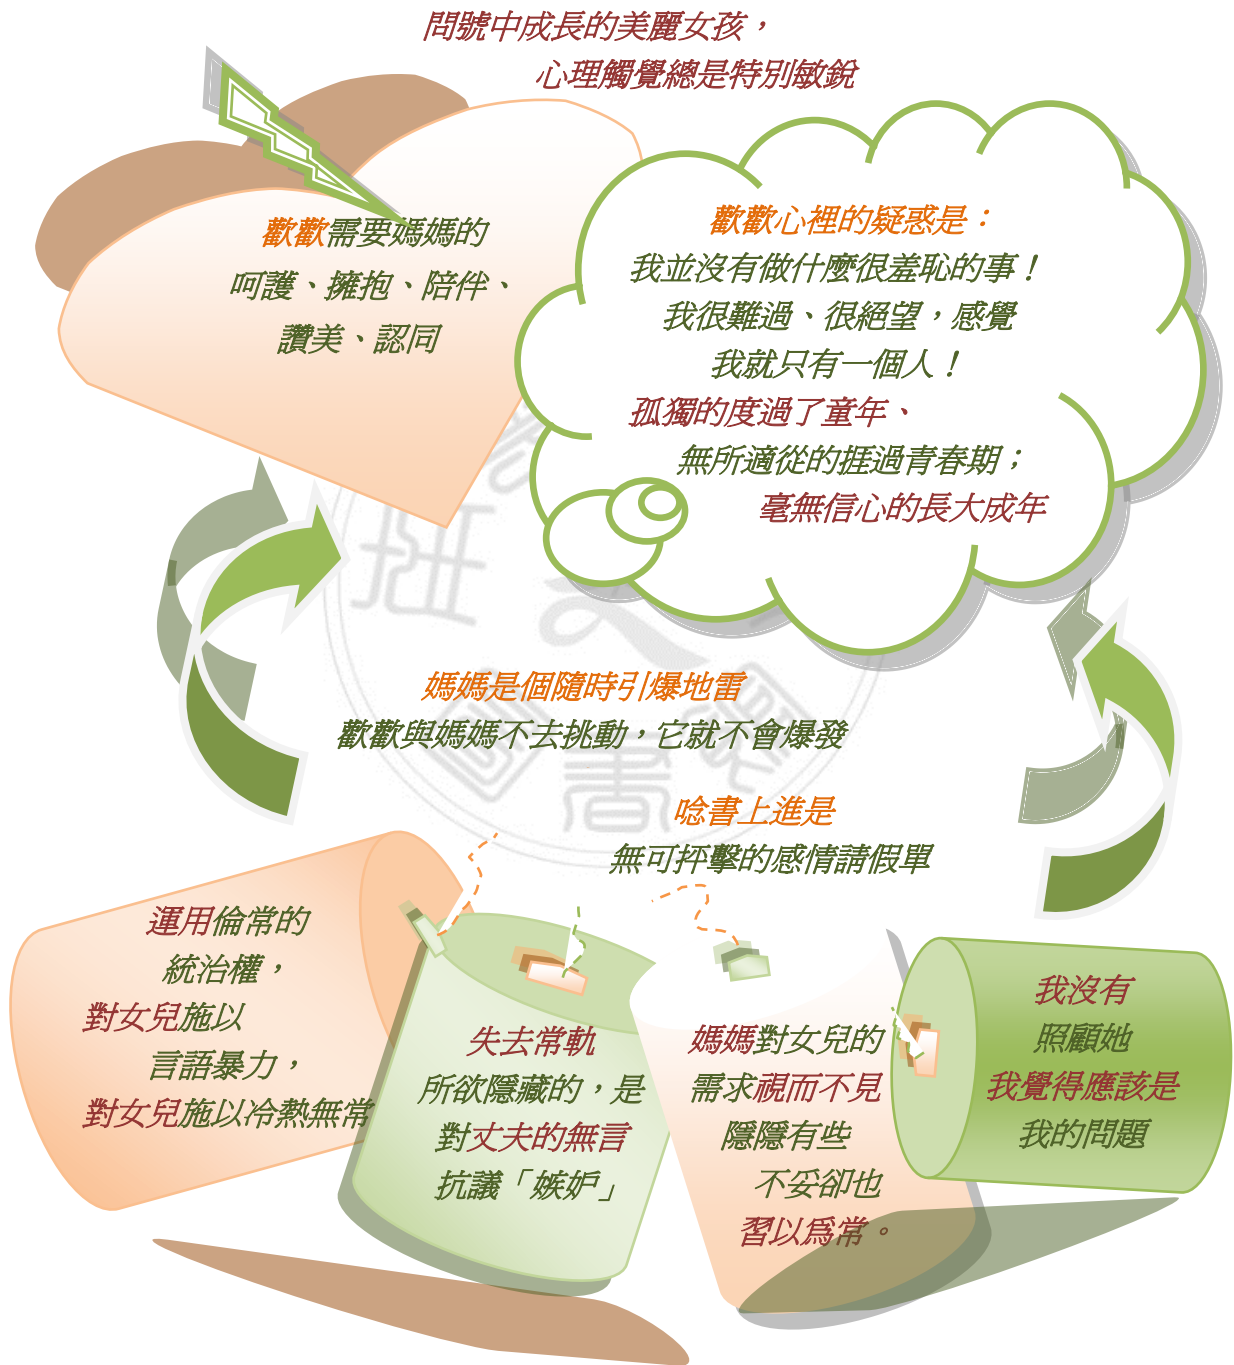 問號中成長的美麗女孩，
心理觸覺總是特別敏銳
歡歡需要媽媽的
呵護、擁抱、陪伴、
讚美、認同
歡歡心裡的疑惑是：
我並沒有做什麼很羞恥的事！
我很難過、很絕望，感覺
我就只有一個人！
孤獨的度過了童年、
無所適從的捱過青春期；
毫無信心的長大成年
媽媽是個隨時引爆地雷
歡歡與媽媽不去挑動，它就不會爆發
唸書上進是
無可抨擊的感情請假單
運用倫常的
統治權，
對女兒施以
言語暴力，
對女兒施以冷熱無常
失去常軌
所欲隱藏的，是
對丈夫的無言
抗議「嫉妒」
媽媽對女兒的
需求視而不見
隱隱有些
不妥卻也
習以為常。
我沒有
照顧她
我覺得應該是
我的問題